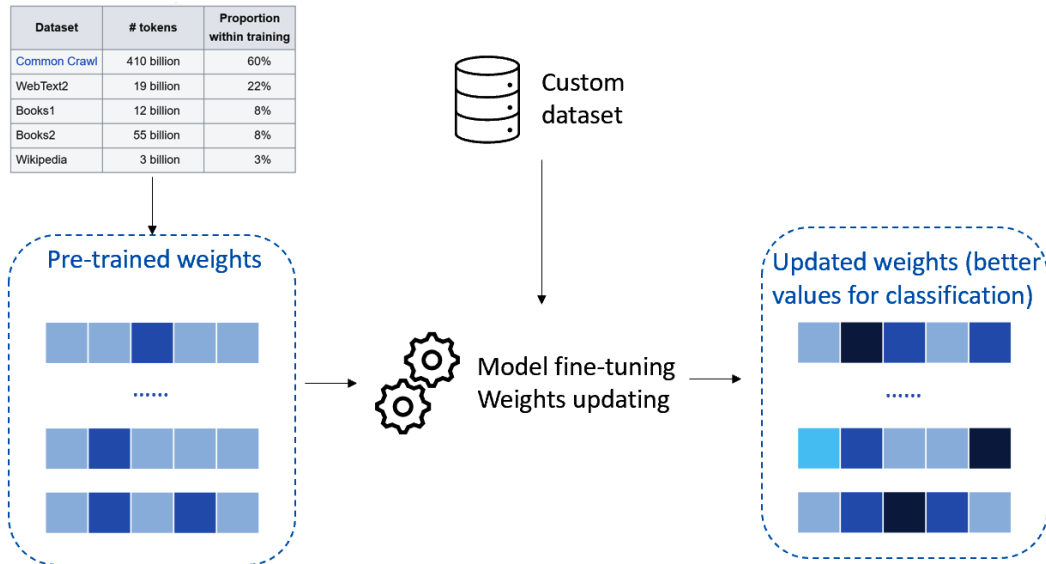 Dataset # tokens Proportion within training
Common Crawl 410 billion 60%
WebText2 19 billion 22%
Books1 12 billion 8%
Books2 55 billion 8%
Wikipedia 3 billion 3%
Custom
dataset
Pre-trained weights
......
Model fine-tuning
Weights updating
Updated weights (better
values for classification)
......